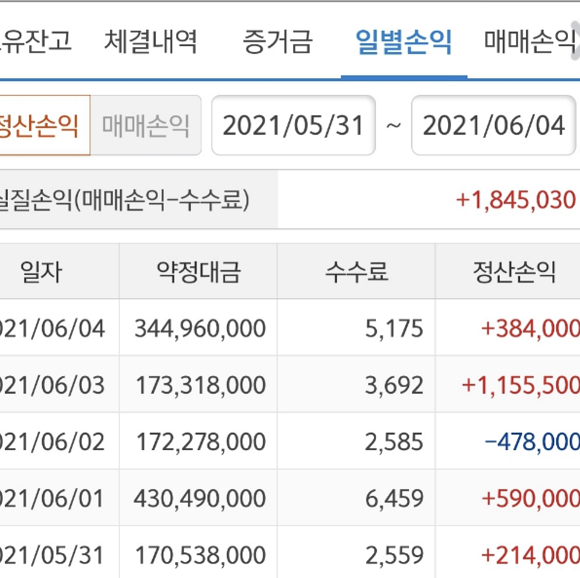 유잔고 체결내역 증거금 일별손익 매매손익
정산손익 매매손익 2021/05/31 ~ 2021/06/04
실질손익(매매손익-수수료) +1,845,030
일자 약정대금 수수료 정산손익
021/06/04 344,960,000 5,175 +384,000
021/06/03 173,318,000 3,692 +1,155,500
021/06/02 172,278,000 2,585 -478,000
021/06/01 430,490,000 6,459 +590,000
021/05/31 170,538,000 2,559 +214,000